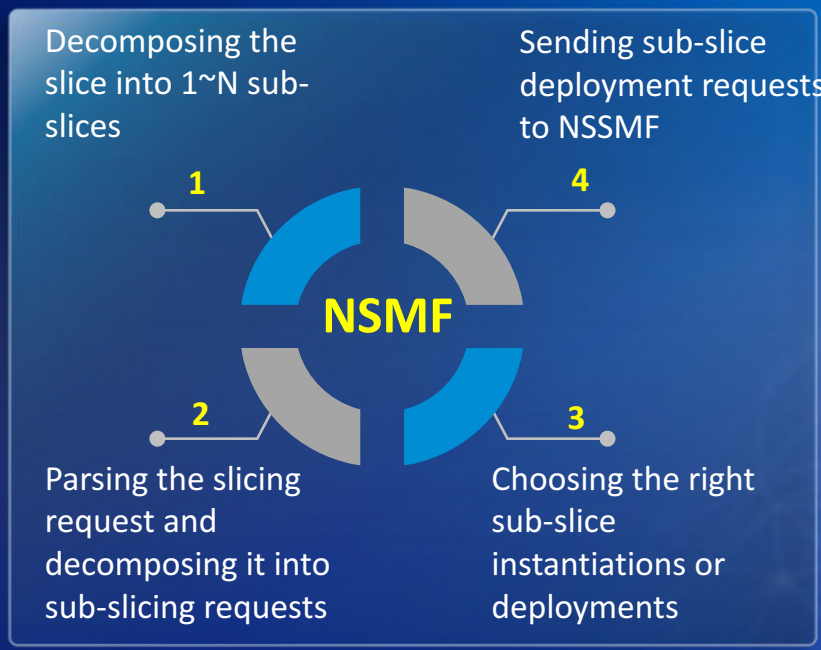 Decomposing the
slice into 1~N sub-
slices
1
Sending sub-slice
deployment requests
to NSSMF
4
NSMF
2
Parsing the slicing
request and
decomposing it into
sub-slicing requests
3
Choosing the right
sub-slice
instantiations or
deployments